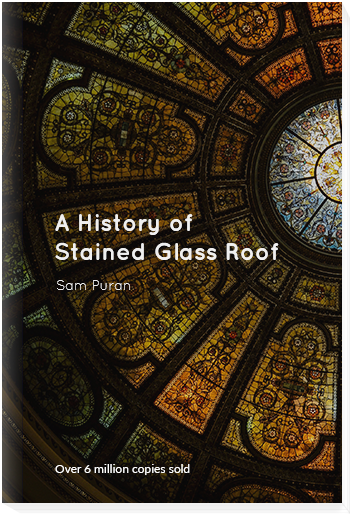 A History of
Stained Glass Roof
Sam Puran
Over 6 million copies sold